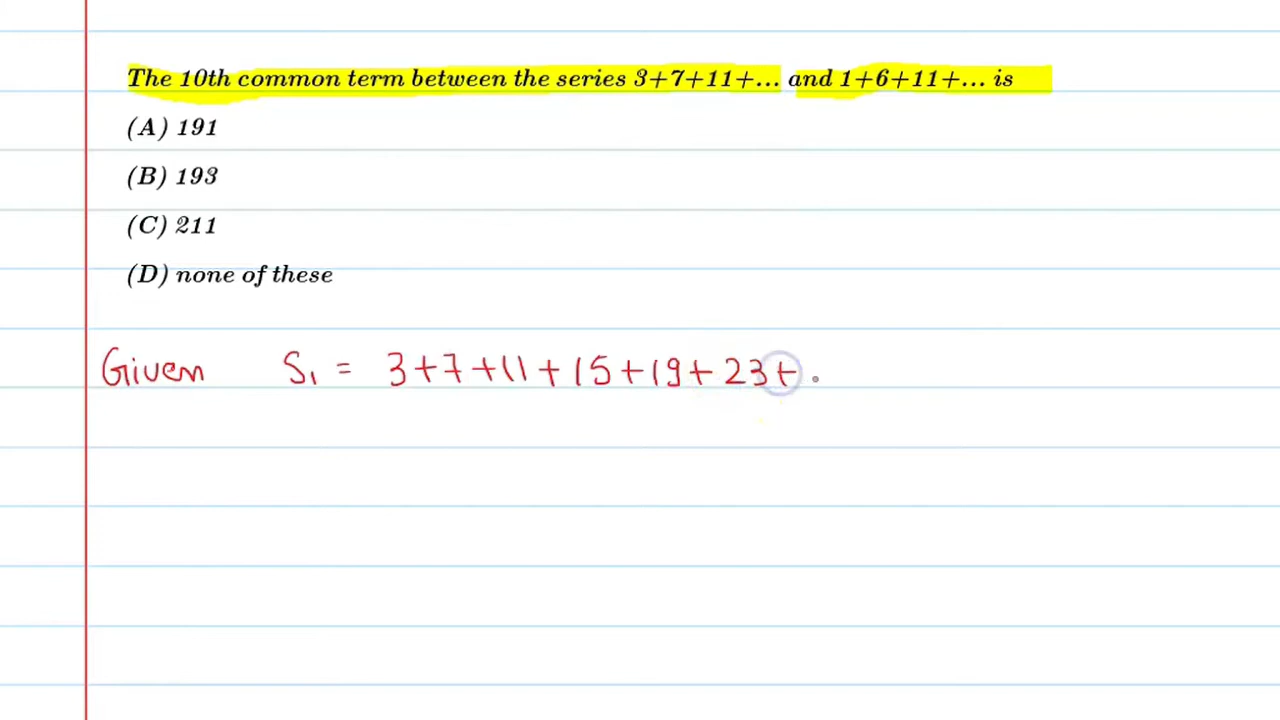 The 10th common term between the series 3+7+11+... and 1+6+11+... is
(A) 191
(B) 193
(C) 211
(D) none of these
Given S₁ = 3+7+11+15+19+23+ .